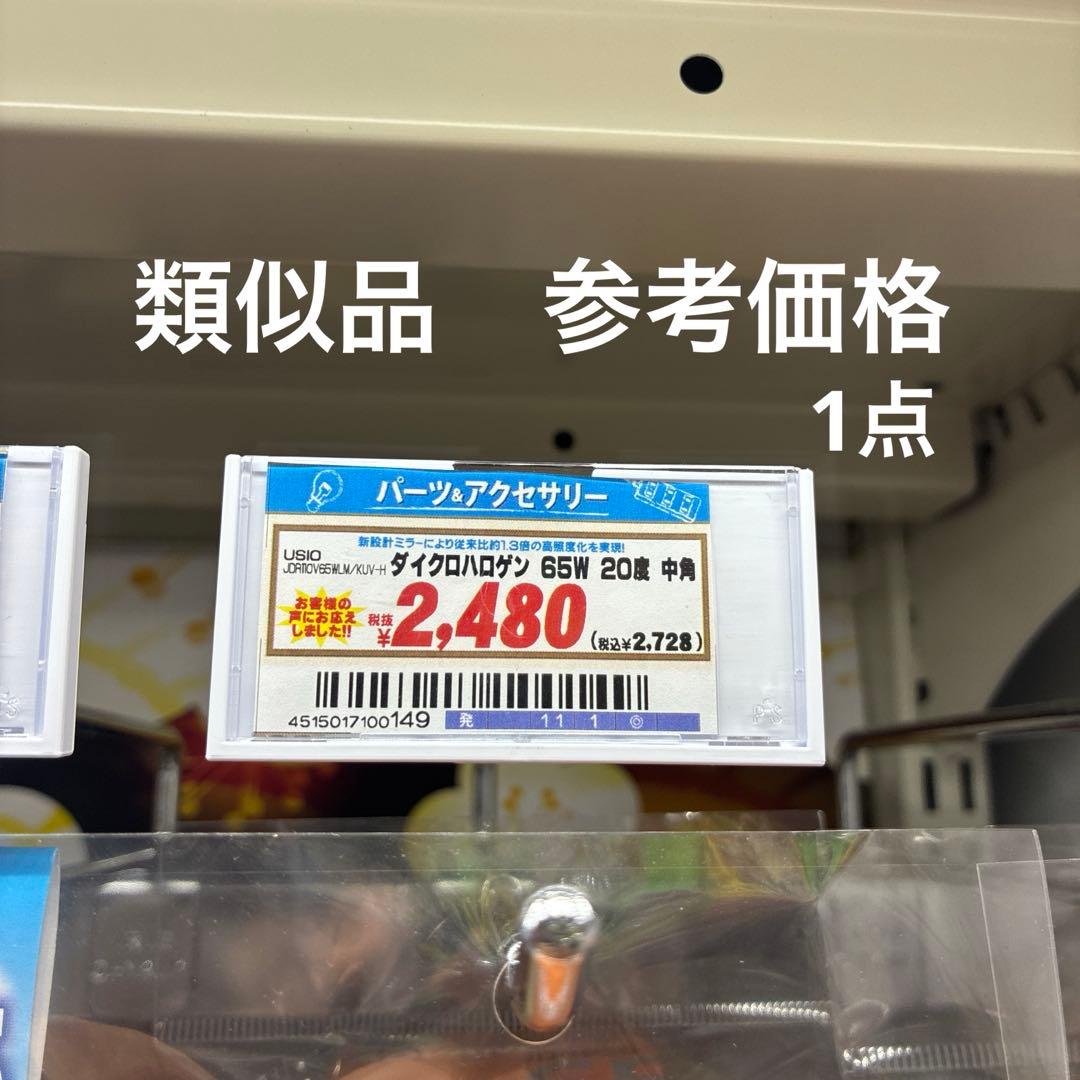 類似品 参考価格
1点
パーツ&アクセサリー
新設計ミラーにより従来比約1.3倍の高照度化を実現!
USIO
JDR110V65WLM/KUV-H ダイクロハロゲン 65W 20度 中角
お客様の
声にお応え
しました!!
税抜
¥2,480 (税込¥2,728)
4515017100149 発 11 1 ◎
P-S